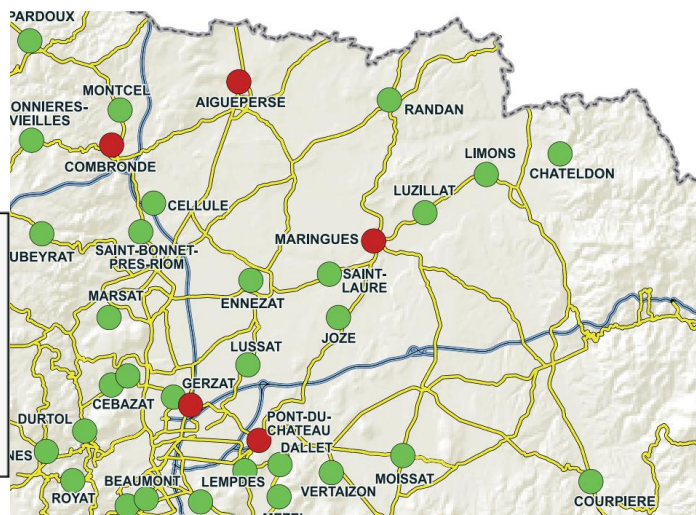 PARDOUX
MONTCEL
AIGUEPERSE
RANDAN
ONNIERES-
VIEILLES
COMBRONDE
LIMONS
CHATELDON
LUZILLAT
CELLULE
MARINGUES
UBEYRAT
SAINT-BONNET-
PRES-RIOM
SAINT-
LAURE
MARSAT
ENNEZAT
JOZE
LUSSAT
GERZAT
CEBAZAT
PONT-DU-
CHATEAU
DURTOL
DALLET
NES
LEMPDES
VERTAIZON
MOISSAT
ROYAT
BEAUMONT
COURPIERE